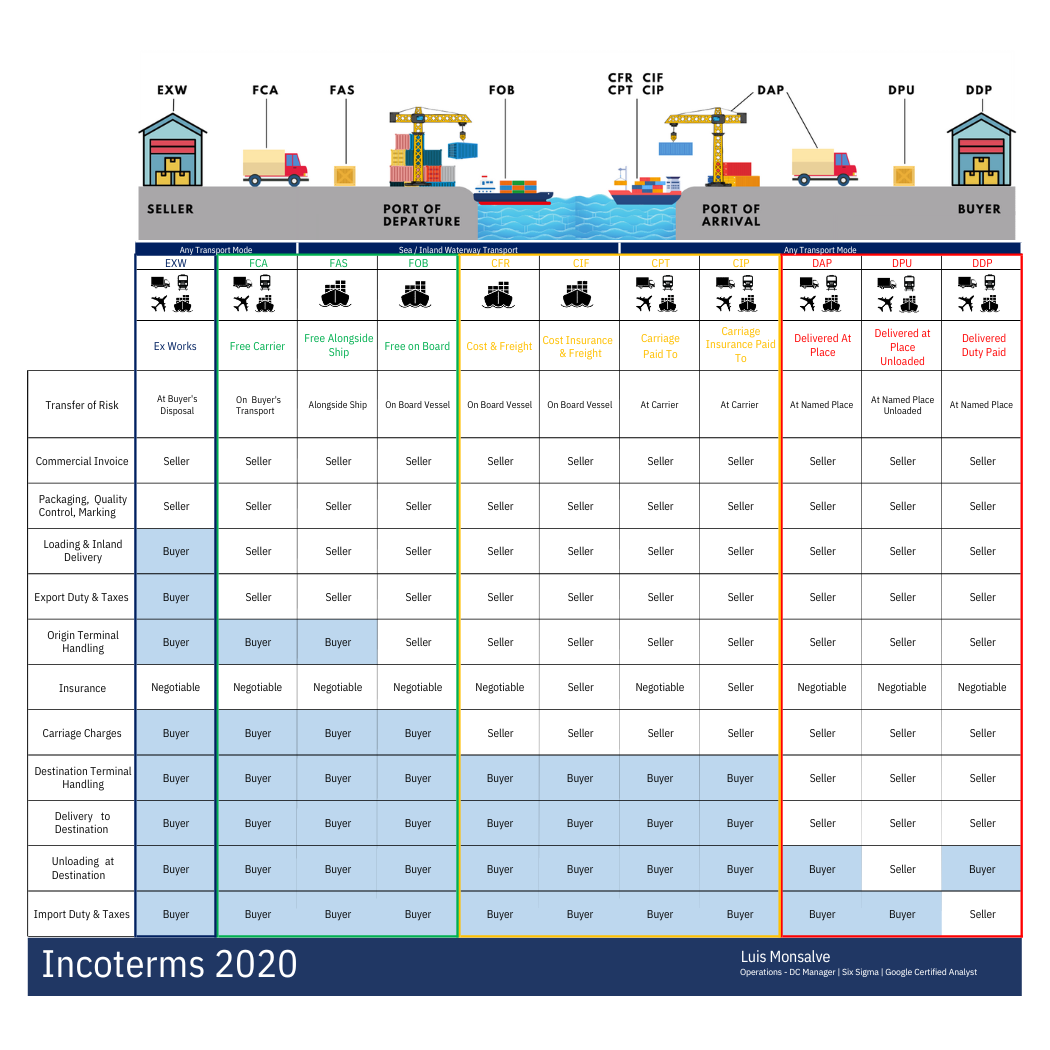 CFR CIF
EXW FCA FAS FOB CPT CIP DAP DPU DDP
SELLER
PORT OF
DEPARTURE
PORT OF
ARRIVAL
BUYER
Any Transport Mode
Sea / Inland Waterway Transport
Any Transport Mode
EXW FCA FAS FOB CFR CIF CPT CIP DAP DPU DDP
Ex Works
Free Carrier
Free Alongside
Ship
Free on Board
Cost & Freight
Cost Insurance
& Freight
Carriage
Paid To
Carriage
Insurance Paid
To
Delivered At
Place
Delivered at
Place
Unloaded
Delivered
Duty Paid
Transfer of Risk
At Buyer's
Disposal
On Buyer's
Transport
Alongside Ship
On Board Vessel
On Board Vessel
On Board Vessel
At Carrier
At Carrier
At Named Place
At Named Place
Unloaded
At Named Place
Commercial Invoice
Seller Seller Seller Seller Seller Seller Seller Seller Seller Seller Seller
Packaging, Quality
Control, Marking
Seller Seller Seller Seller Seller Seller Seller Seller Seller Seller Seller
Loading & Inland
Delivery
Buyer Seller Seller Seller Seller Seller Seller Seller Seller Seller Seller
Export Duty & Taxes
Buyer Seller Seller Seller Seller Seller Seller Seller Seller Seller Seller
Origin Terminal
Handling
Buyer Buyer Buyer Seller Seller Seller Seller Seller Seller Seller Seller
Insurance
Negotiable Negotiable Negotiable Negotiable Negotiable Seller Negotiable Seller Negotiable Negotiable Negotiable
Carriage Charges
Buyer Buyer Buyer Buyer Seller Seller Seller Seller Seller Seller Seller
Destination Terminal
Handling
Buyer Buyer Buyer Buyer Buyer Buyer Buyer Buyer Seller Seller Seller
Delivery to
Destination
Buyer Buyer Buyer Buyer Buyer Buyer Buyer Buyer Seller Seller Seller
Unloading at
Destination
Buyer Buyer Buyer Buyer Buyer Buyer Buyer Buyer Buyer Seller Buyer
Import Duty & Taxes
Buyer Buyer Buyer Buyer Buyer Buyer Buyer Buyer Buyer Buyer Seller
Incoterms 2020
Luis Monsalve
Operations - DC Manager | Six Sigma | Google Certified Analyst